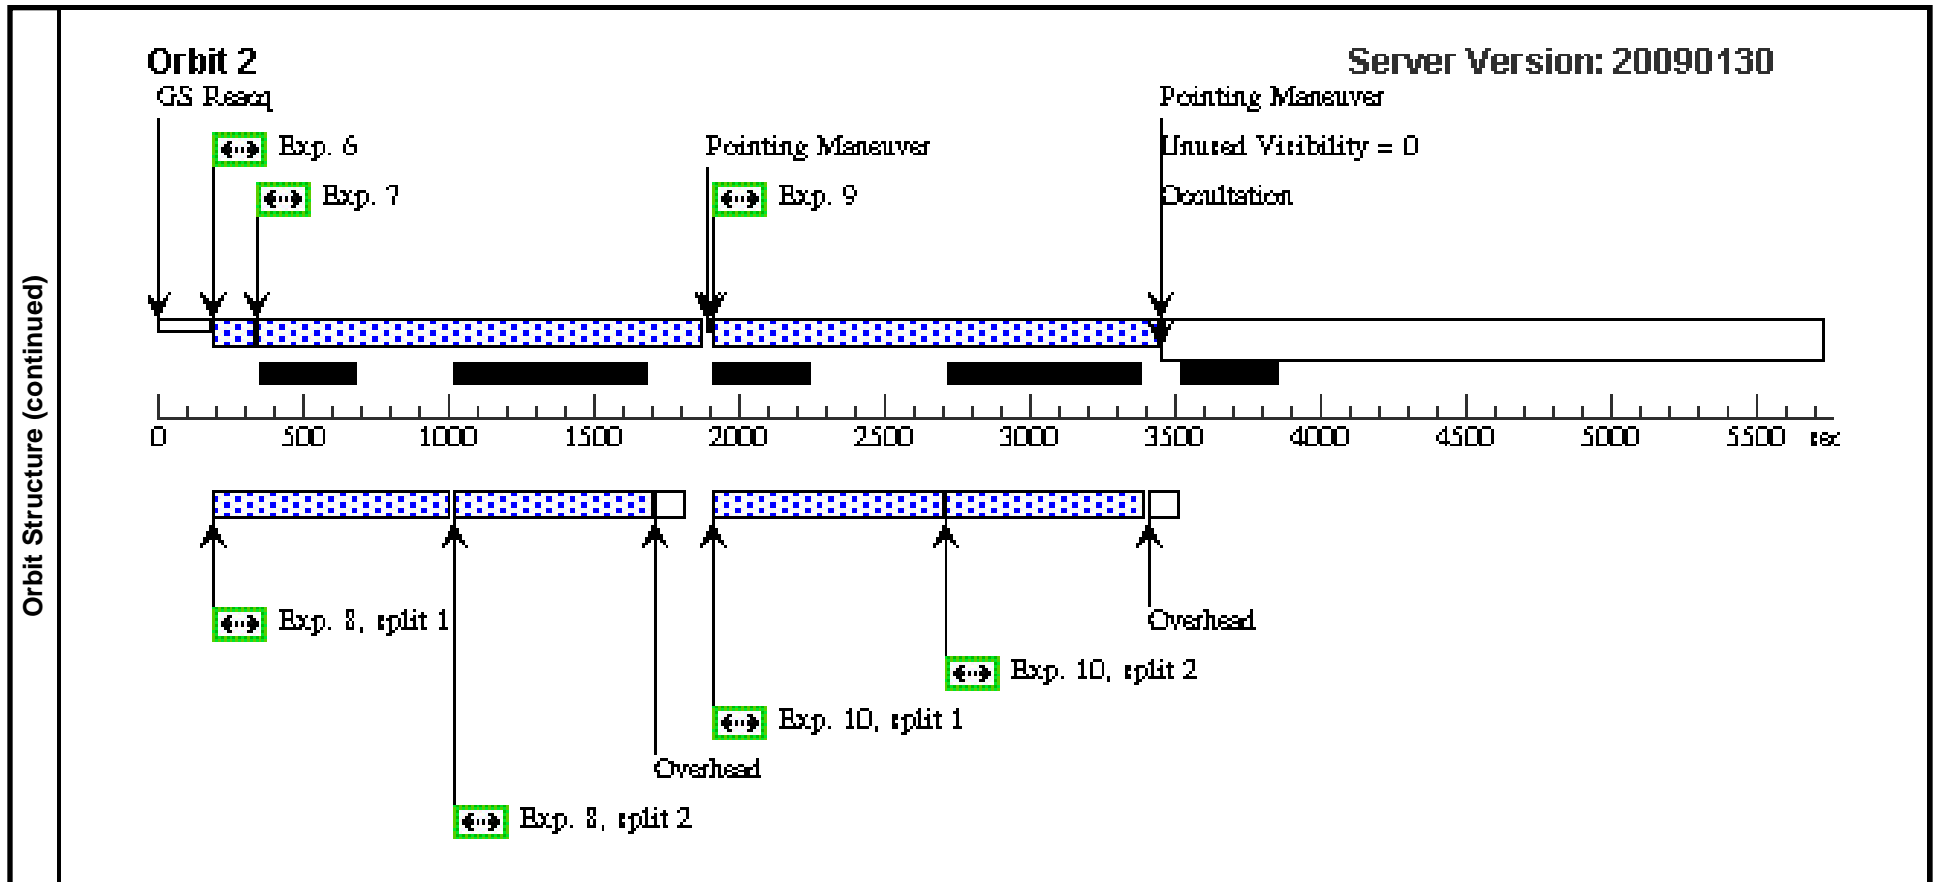 Orbit Structure (continued)
Orbit 2
Server Version: 20090130
GS Reacq
Pointing Maneuver
Exp. 6
Pointing Maneuver
Unused Visibility = 0
Exp. 7
Exp. 9
Occultation
0 500 1000 1500 2000 2500 3000 3500 4000 4500 5000 5500 sec
Exp. 8, split 1
Overhead
Exp. 10, split 2
Exp. 10, split 1
Overhead
Exp. 8, split 2